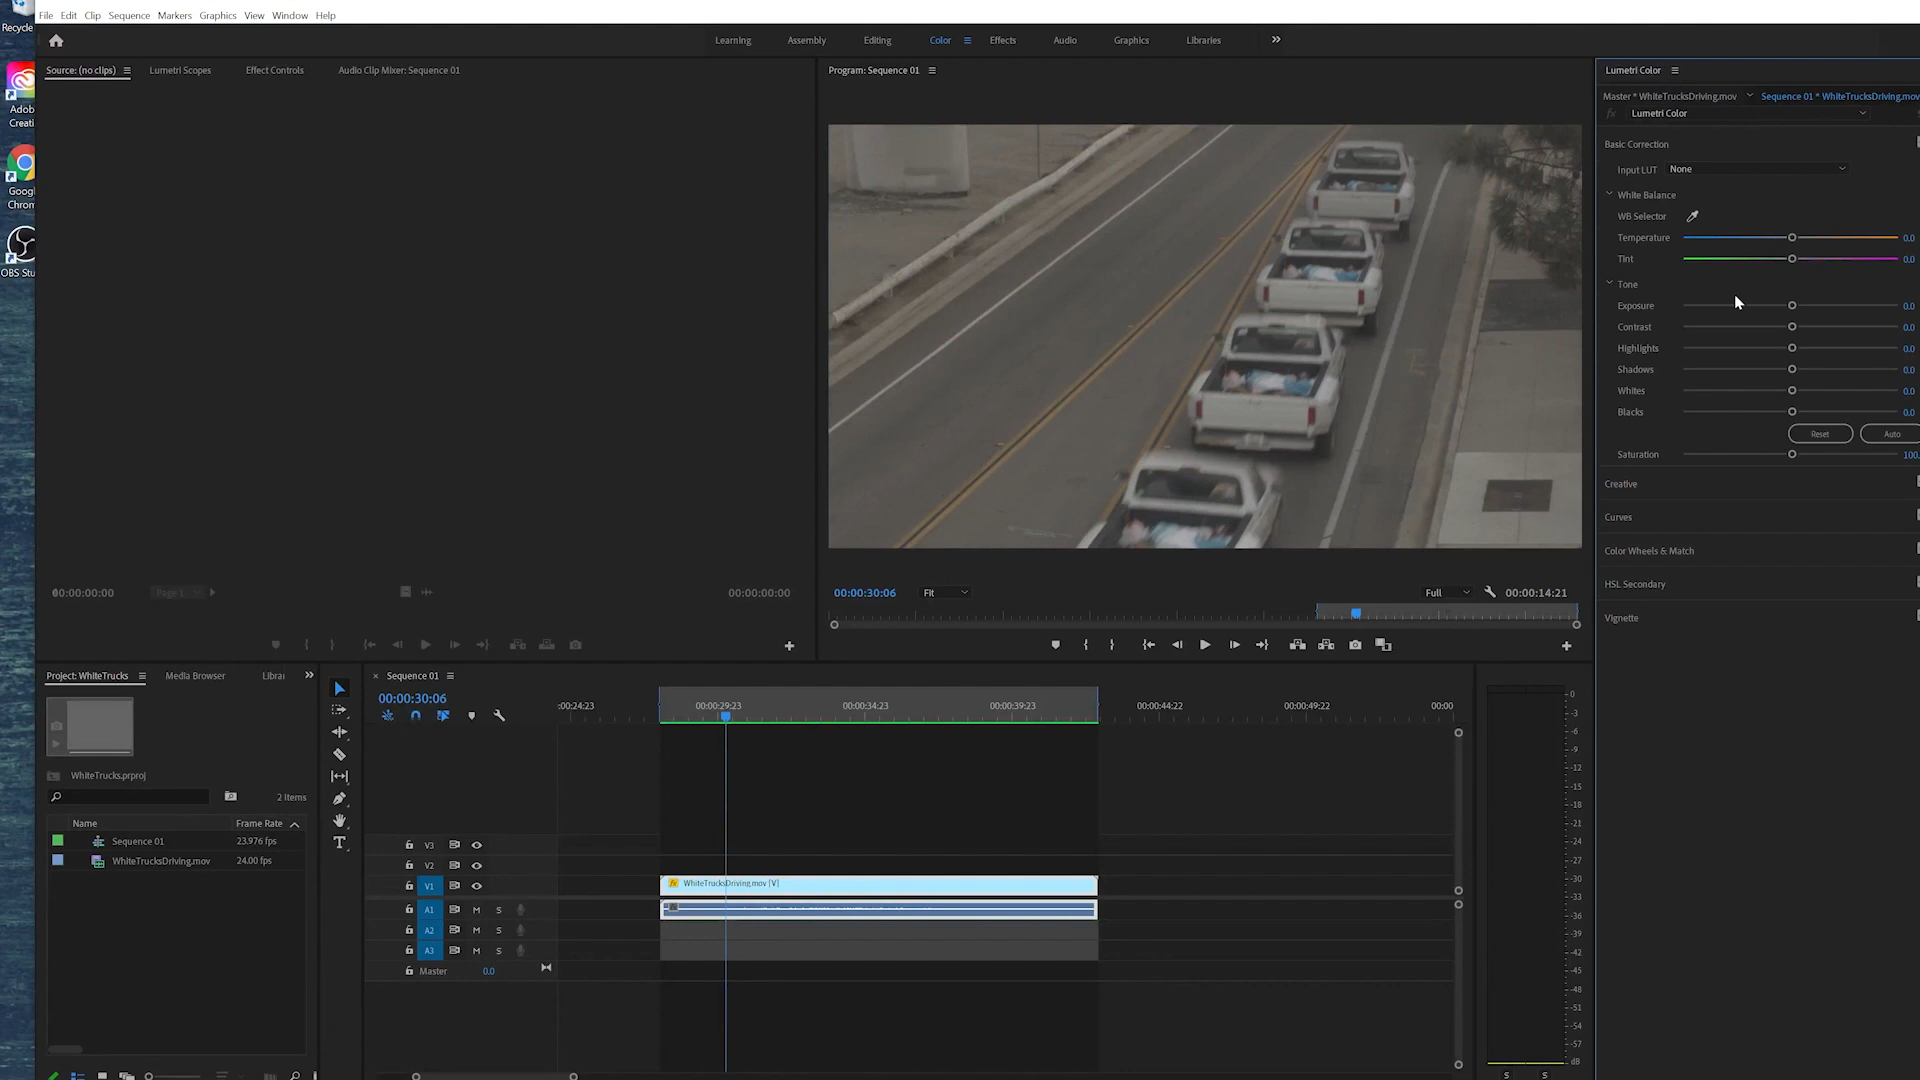 File Edit Clip Sequence Markers Graphics View Window Help
Recycle
Learning Assembly Editing Color Effects Audio Graphics Libraries
Source: (no clips) Lumetri Scopes Effect Controls Audio Clip Mixer: Sequence 01
Program: Sequence 01
Lumetri Color
Master * WhiteTrucksDriving.mov Sequence 01 * WhiteTrucksDriving.mov
fx Lumetri Color
Adob
Creati
Basic Correction
Input LUT None
White Balance
WB Selector
Temperature 0.0
Tint 0.0
Tone
Exposure 0.0
Contrast 0.0
Highlights 0.0
Shadows 0.0
Whites 0.0
Blacks 0.0
Reset Auto
Saturation 100.
Creative
Curves
Color Wheels & Match
HSL Secondary
Vignette
Googl
Chrom
OBS Stu
00:00:00:00 Page 1 00:00:00:00
00:00:30:06 Fit Full 00:00:14:21
Project: WhiteTrucks Media Browser Librai
WhiteTrucks.prproj
2 Items
Name Frame Rate
Sequence 01 23.976 fps
WhiteTrucksDriving.mov 24.00 fps
× Sequence 01
00:00:30:06
:00:24:23 00:00:29:23 00:00:34:23 00:00:39:23 00:00:44:22 00:00:49:22 00:00
V3
V2
V1 fx WhiteTrucksDriving.mov [V]
A1 M S
A2 M S
A3 M S
Master 0.0
0
-3
-6
-9
-12
-15
-18
-21
-24
-27
-30
-33
-36
-39
-42
-45
-48
-51
-54
-57
dB
S S